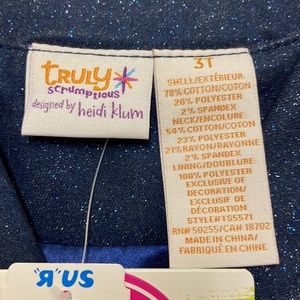 truly
scrumptious
designed by heidi klum
3T
SHELL/EXTÉRIEUR:
78% COTTON/COTON
20% POLYESTER
2% SPANDEX
NECK/ENCOLURE
54% COTTON/COTON
23% POLYESTER
21% RAYON/RAYONNE
2% SPANDEX
LINING/DOUBLURE:
100% POLYESTER
EXCLUSIVE OF
DECORATION/
EXCLUSIF DE
DÉCORATION
STYLE#TS5571
RN# 50255/CA# 18702
MADE IN CHINA/
FABRIQUÉ EN CHINE
"R"US